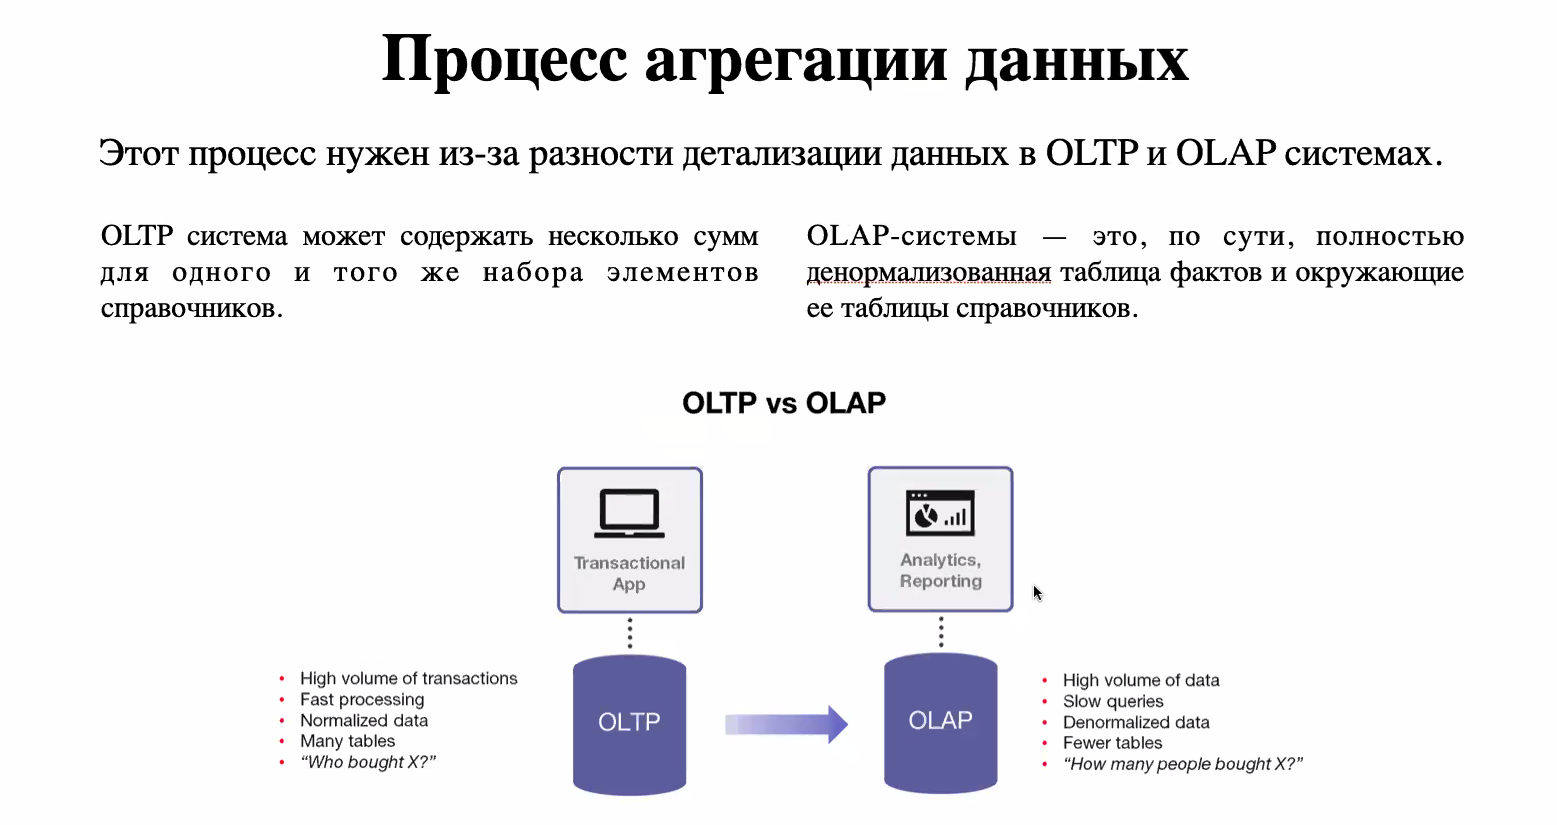 Процесс агрегации данных
Этот процесс нужен из-за разности детализации данных в OLTP и OLAP системах.
OLTP система может содержать несколько сумм
для одного и того же набора элементов
справочников.
OLAP-системы — это, по сути, полностью
денормализованная таблица фактов и окружающие
ее таблицы справочников.
OLTP vs OLAP
Transactional
App
Analytics,
Reporting
• High volume of transactions
• Fast processing
• Normalized data
• Many tables
• “Who bought X?”
OLTP
OLAP
• High volume of data
• Slow queries
• Denormalized data
• Fewer tables
• “How many people bought X?”